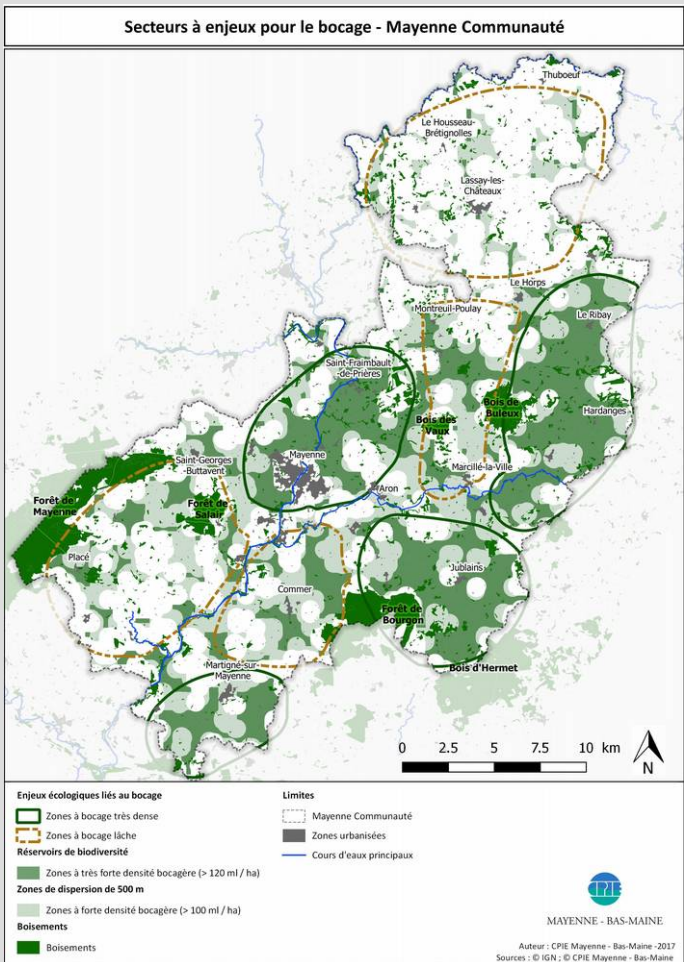 Secteurs à enjeux pour le bocage - Mayenne Communauté
Thuboeuf
Le Housseau-
Brétignolles
Lassay-les-
Châteaux
Le Horps
Montreuil-Poulay
Le Ribay
Saint-Fraimbault
-de-Prières
Bois de
Buleux
Hardanges
Bois des
Vaux
Saint-Georges
-Buttavent
Mayenne
Marcillé-la-Ville
Aron
Forêt de
Mayenne
Forêt de
Salair
Placé
Jublains
Commer
Forêt de
Bourgon
Martigné-sur-
Mayenne
Bois d'Hermet
0 2.5 5 7.5 10 km
N
Enjeux écologiques liés au bocage
Zones à bocage très dense
Zones à bocage lâche
Réservoirs de biodiversité
Zones à très forte densité bocagère (> 120 ml / ha)
Zones de dispersion de 500 m
Zones à forte densité bocagère (> 100 ml / ha)
Boisements
Boisements
Limites
Mayenne Communauté
Zones urbanisées
Cours d'eaux principaux
CPIE
MAYENNE - BAS-MAINE
Auteur : CPIE Mayenne - Bas-Maine -2017
Sources : © IGN ; © CPIE Mayenne - Bas-Maine